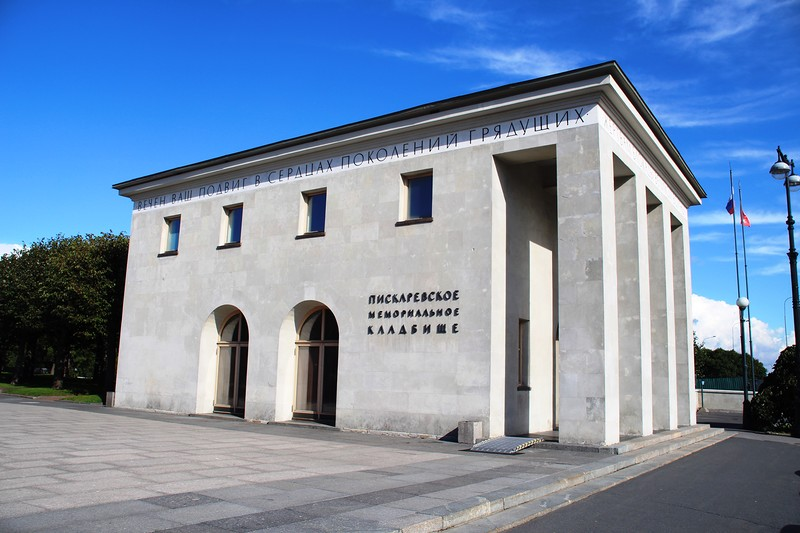 ВЕЧЕН ВАШ ПОДВИГ В СЕРДЦАХ ПОКОЛЕНИЙ ГРЯДУЩИХ
ПИСКАРЕВСКОЕ
МЕМОРИАЛЬНОЕ
КЛАДБИЩЕ